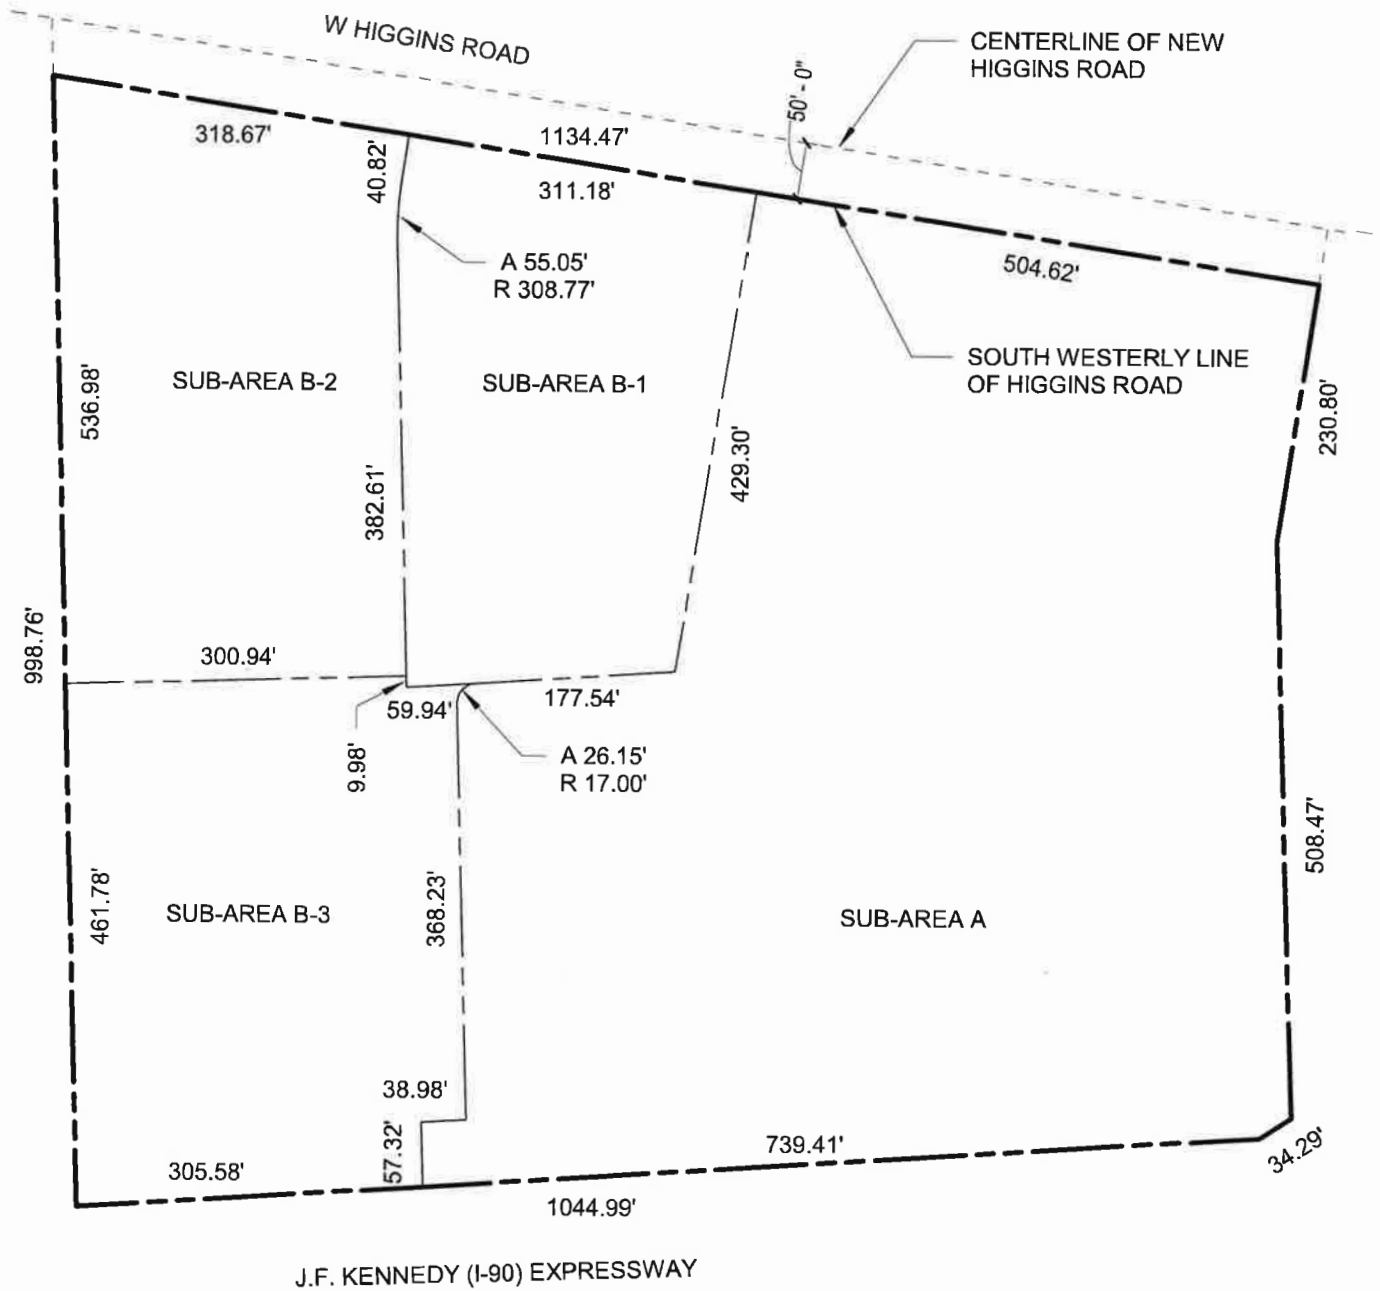 W HIGGINS ROAD
CENTERLINE OF NEW
HIGGINS ROAD
50'- 0"
318.67'
1134.47'
40.82'
311.18'
A 55.05'
R 308.77'
504.62'
SOUTH WESTERLY LINE
OF HIGGINS ROAD
536.98'
SUB-AREA B-2
SUB-AREA B-1
230.80'
382.61'
429.30'
998.76'
300.94'
59.94'
177.54'
9.98'
A 26.15'
R 17.00'
508.47'
461.78'
SUB-AREA B-3
368.23'
SUB-AREA A
38.98'
57.32'
305.58'
739.41'
34.29'
1044.99'
J.F. KENNEDY (I-90) EXPRESSWAY